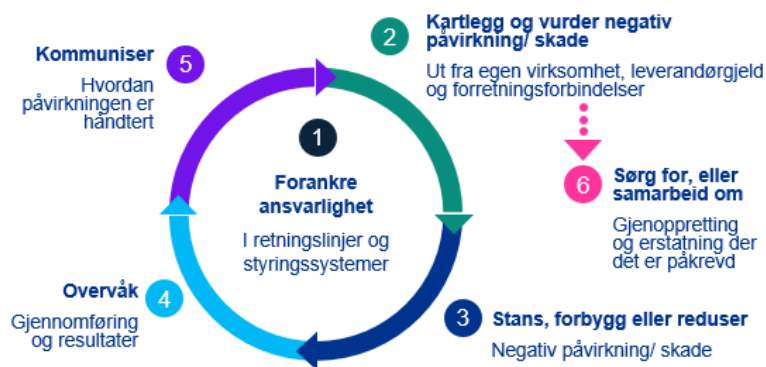 1
Forankre
ansvarlighet
I retningslinjer og
styringssystemer
2
Kartlegg og vurder negativ
påvirkning/ skade
Ut fra egen virksomhet, leverandørgjeld
og forretningsforbindelser
3
Stans, forbygg eller reduser
Negativ påvirkning/ skade
4
Overvåk
Gjennomføring
og resultater
5
Kommuniser
Hvordan
påvirkningen er
håndtert
6
Sørg for, eller
samarbeid om
Gjenoppretting
og erstatning der
det er påkrevd